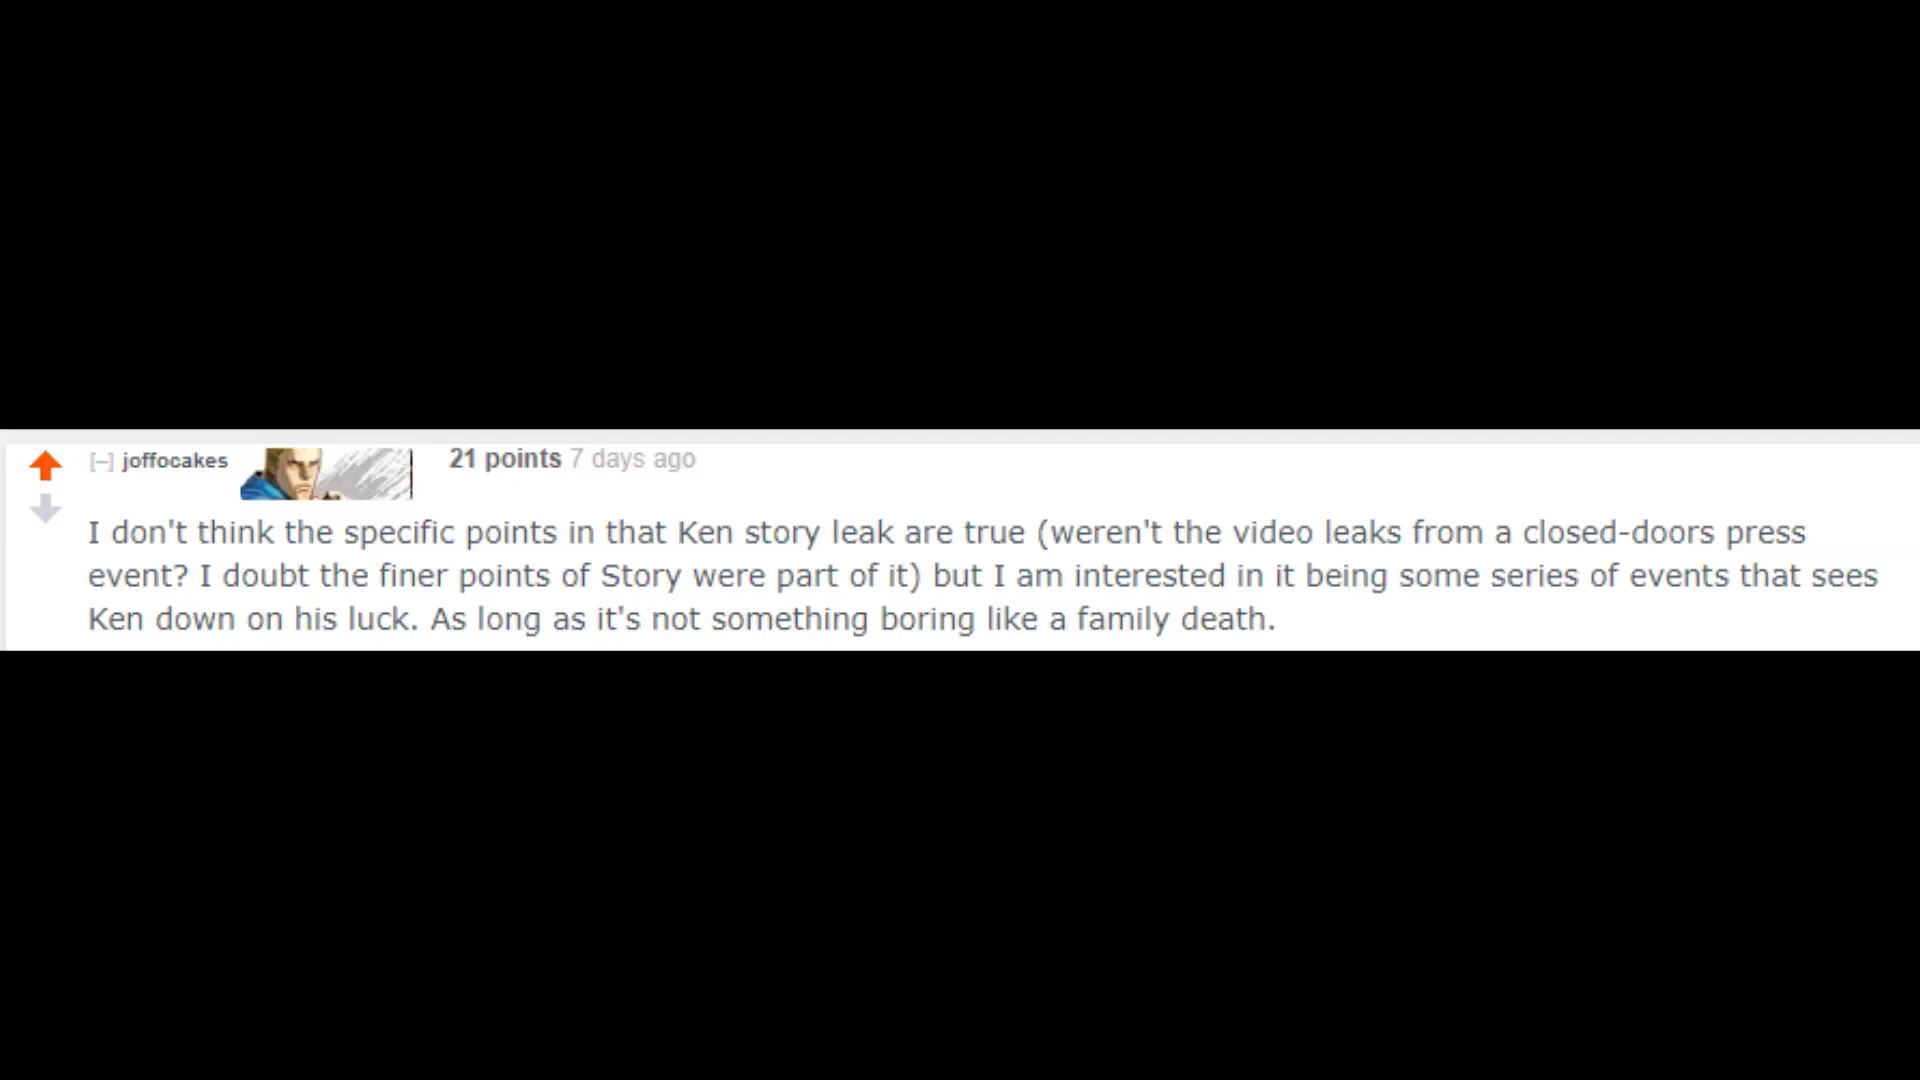 [–] joffocakes 21 points 7 days ago
I don't think the specific points in that Ken story leak are true (weren't the video leaks from a closed-doors press
event? I doubt the finer points of Story were part of it) but I am interested in it being some series of events that sees
Ken down on his luck. As long as it's not something boring like a family death.